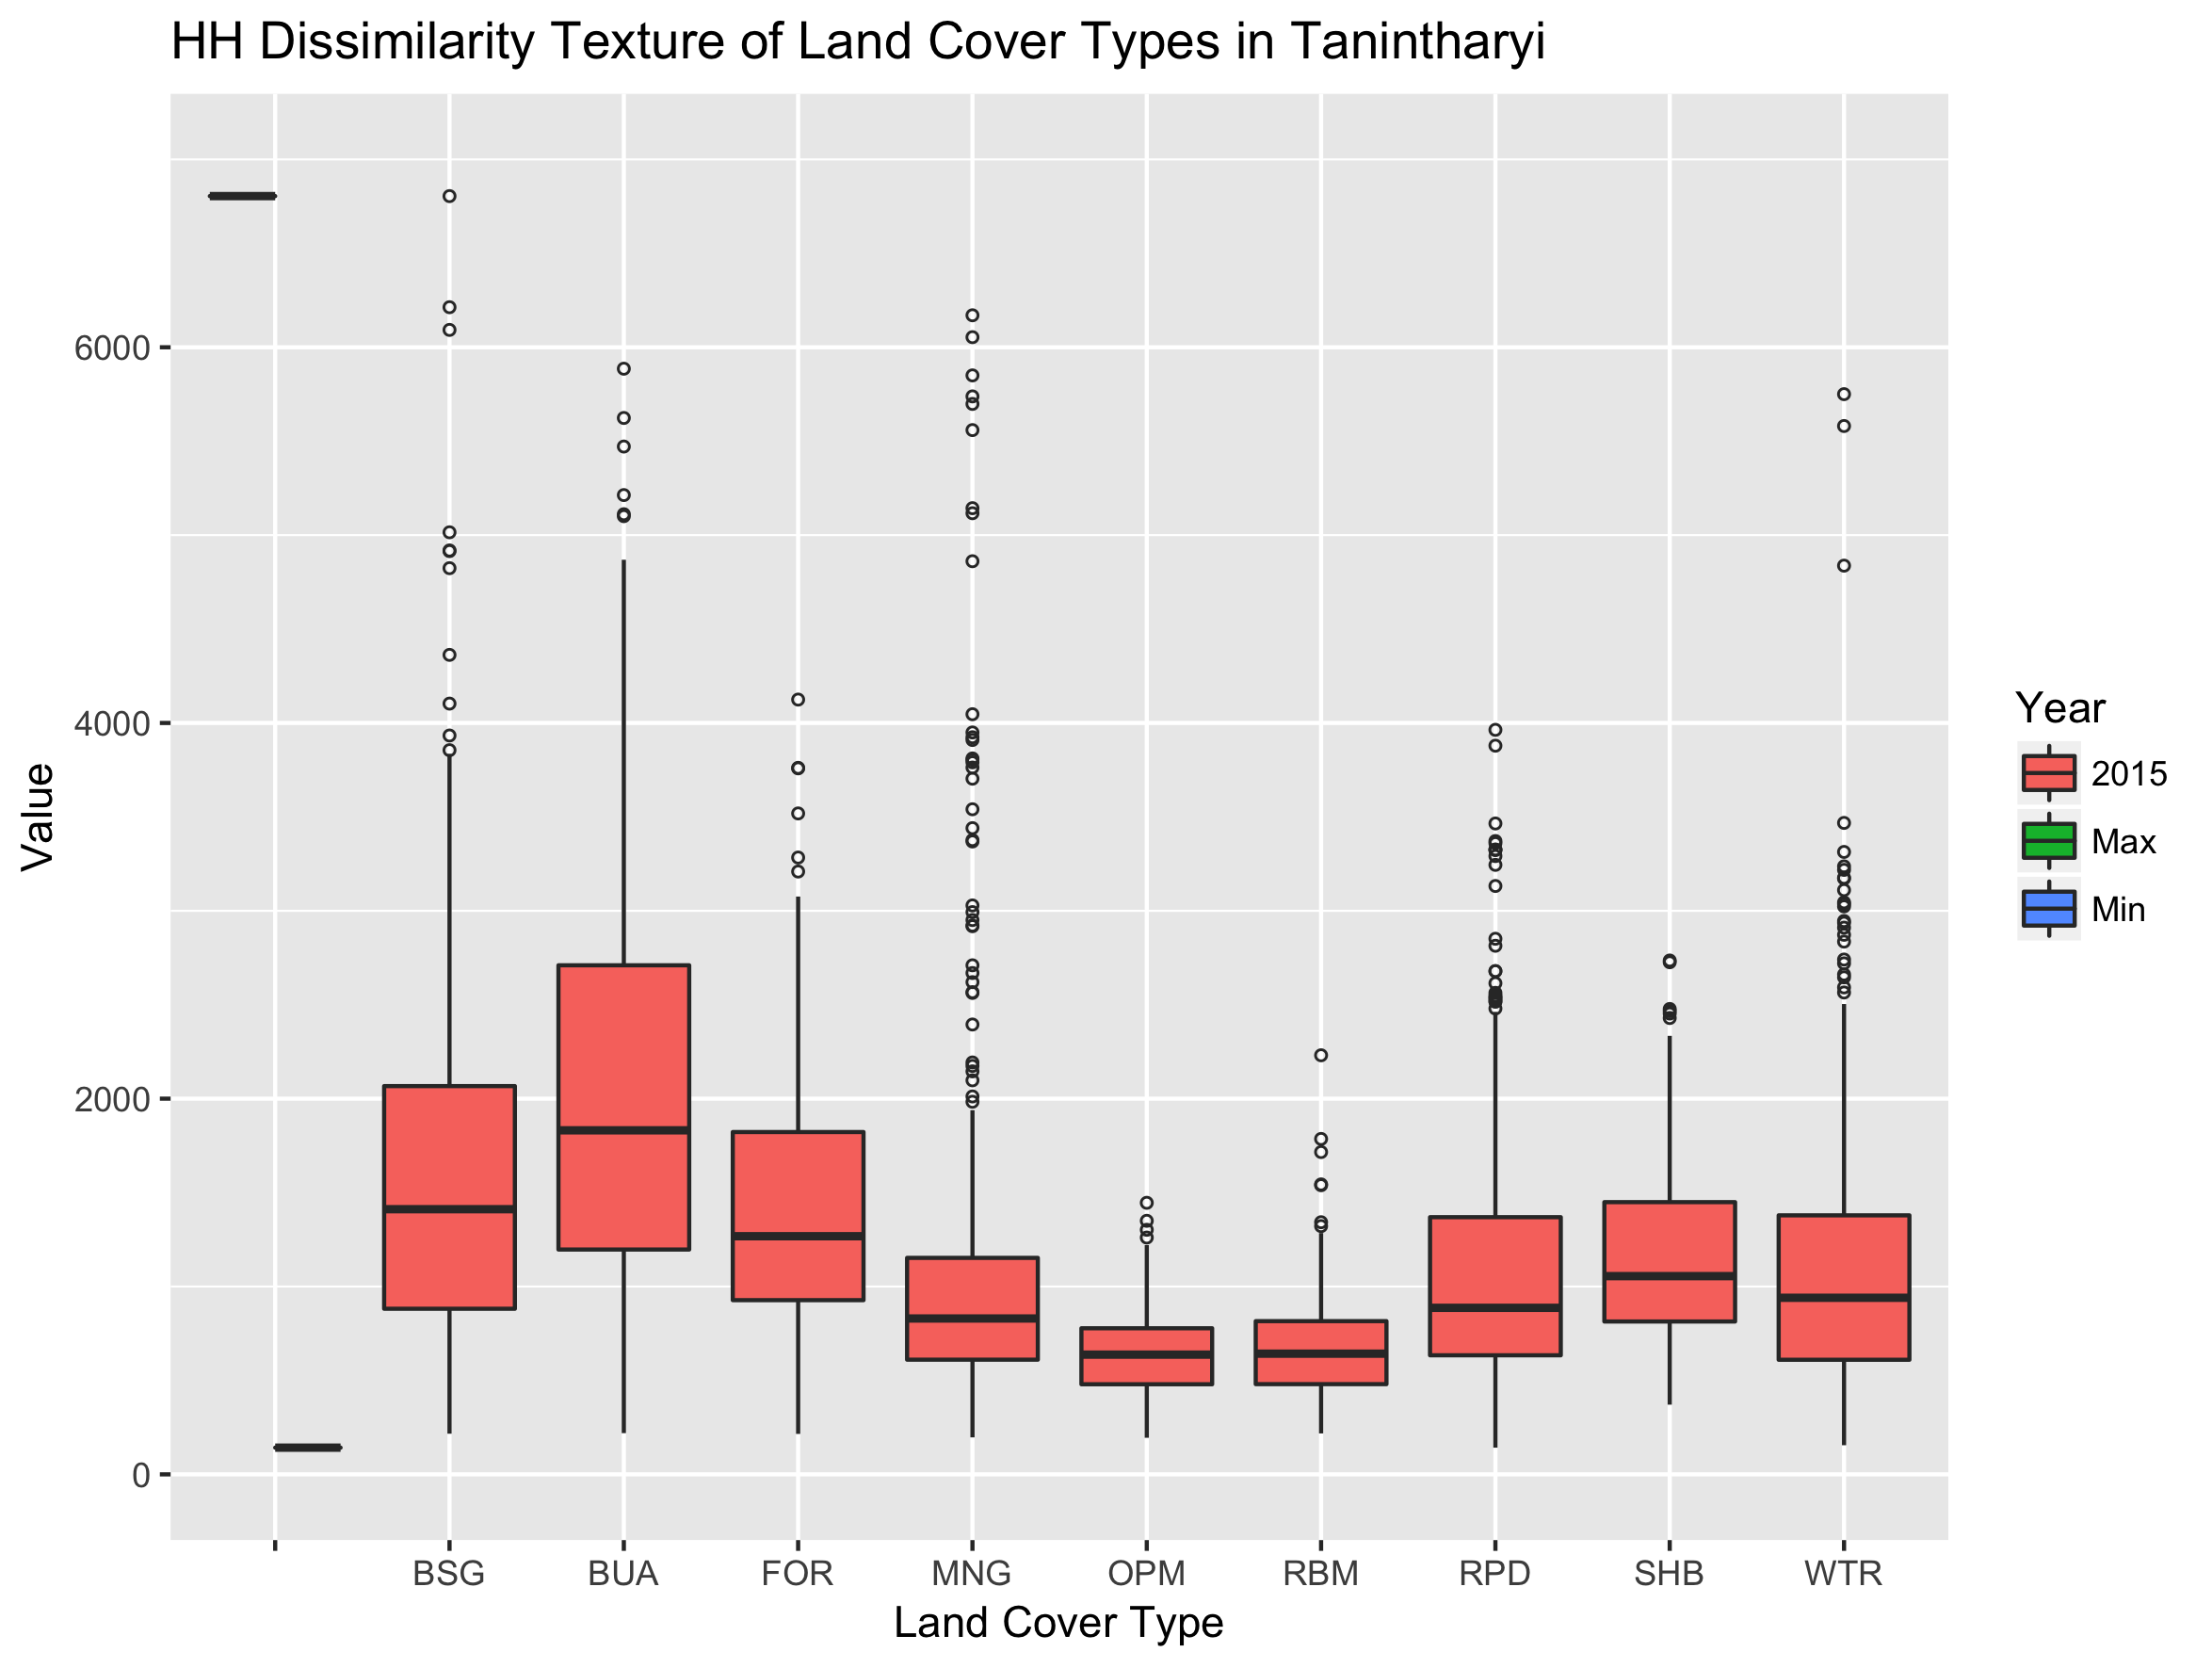 HH Dissimilarity Texture of Land Cover Types in Tanintharyi
Value
6000
4000
2000
0
BSG BUA FOR MNG OPM RBM RPD SHB WTR
Land Cover Type
Year
2015
Max
Min